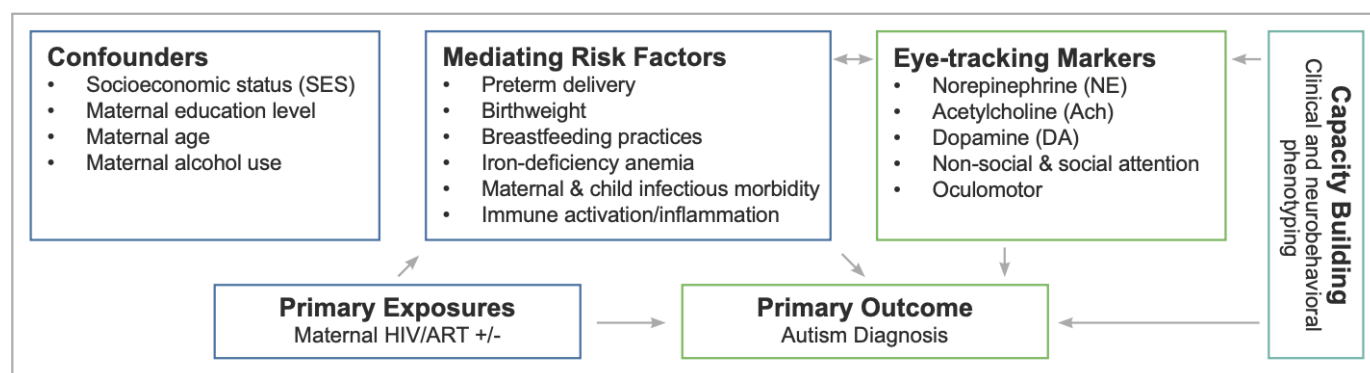 Confounders
• Socioeconomic status (SES)
• Maternal education level
• Maternal age
• Maternal alcohol use
Mediating Risk Factors
• Preterm delivery
• Birthweight
• Breastfeeding practices
• Iron-deficiency anemia
• Maternal & child infectious morbidity
• Immune activation/inflammation
Eye-tracking Markers
• Norepinephrine (NE)
• Acetylcholine (Ach)
• Dopamine (DA)
• Non-social & social attention
• Oculomotor
Capacity Building
Clinical and neurobehavioral
phenotyping
Primary Exposures
Maternal HIV/ART +/-
Primary Outcome
Autism Diagnosis